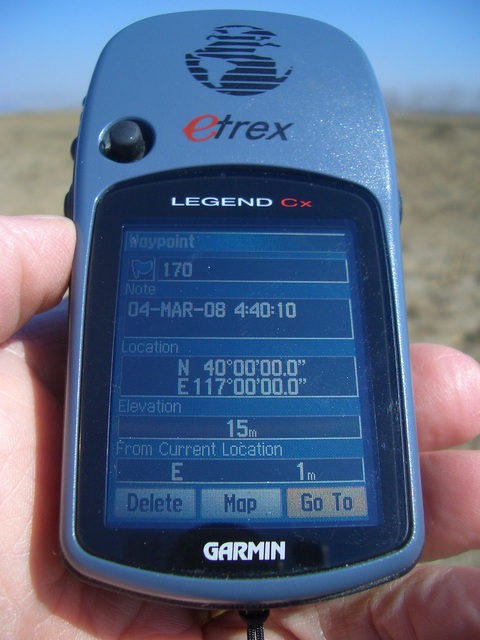 etrex
LEGEND Cx
Waypoint
170
Note
04-MAR-08 4:40:10
Location
N 40°00'00.0"
E117°00'00.0"
Elevation
15m
From Current Location
E 1m
Delete Map Go To
GARMIN